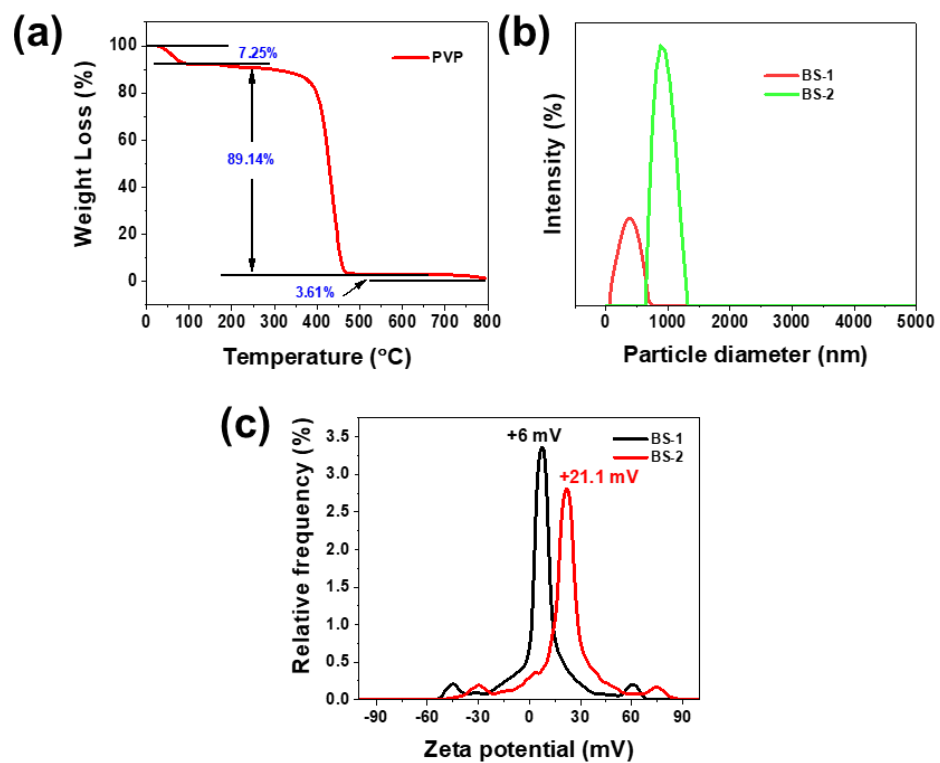 (a)
100
80
60
40
20
0
7.25%
PVP
89.14%
3.61%
0 100 200 300 400 500 600 700 800
Weight Loss (%)
Temperature (°C)
(b)
BS-1
BS-2
Intensity (%)
0 1000 2000 3000 4000 5000
Particle diameter (nm)
(c)
3.5
3.0
2.5
2.0
1.5
1.0
0.5
0.0
+6 mV
BS-1
BS-2
+21.1 mV
Relative frequency (%)
-90 -60 -30 0 30 60 90
Zeta potential (mV)